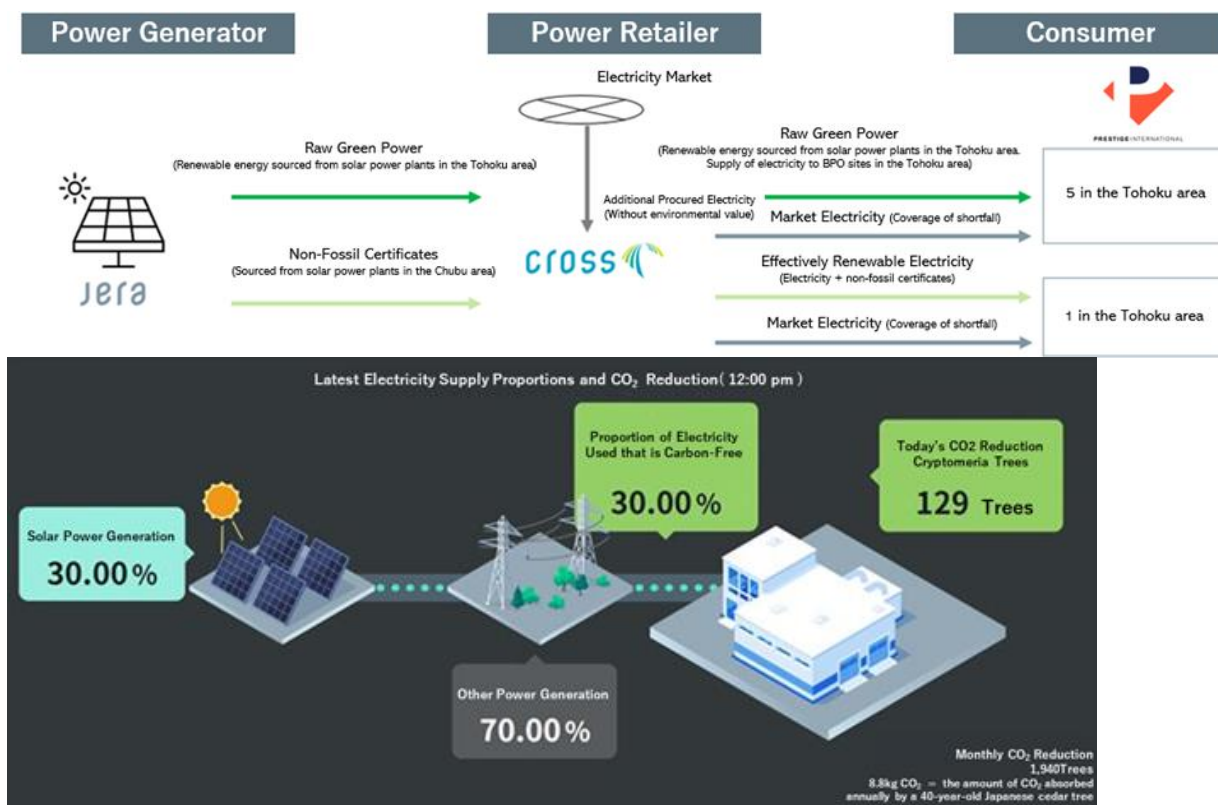 Power Generator
Power Retailer
Consumer
Electricity Market
PRESTIGE INTERNATIONAL
Raw Green Power
(Renewable energy sourced from solar power plants in the Tohoku area)
Raw Green Power
(Renewable energy sourced from solar power plants in the Tohoku area.
Supply of electricity to BPO sites in the Tohoku area)
5 in the Tohoku area
Additional Procured Electricity
(Without environmental value)
Market Electricity (Coverage of shortfall)
Jera
Non-Fossil Certificates
(Sourced from solar power plants in the Chubu area)
cross
Effectively Renewable Electricity
(Electricity + non-fossil certificates)
1 in the Tohoku area
Market Electricity (Coverage of shortfall)
Latest Electricity Supply Proportions and CO₂ Reduction( 12:00 pm )
Proportion of Electricity
Used that is Carbon-Free
30.00%
Today's CO2 Reduction
Cryptomeria Trees
129 Trees
Solar Power Generation
30.00%
Other Power Generation
70.00%
Monthly CO₂ Reduction
1,940Trees
8.8kg CO₂ = the amount of CO₂ absorbed
annually by a 40-year-old Japanese cedar tree